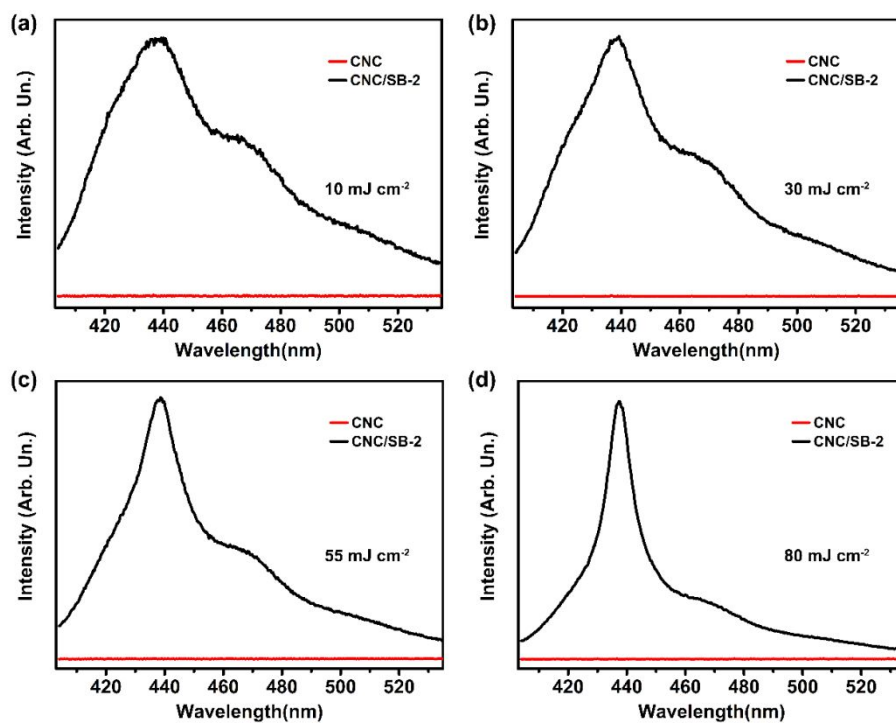 (a)
CNC
CNC/SB-2
10 mJ cm⁻²
Intensity (Arb. Un.)
420 440 460 480 500 520
Wavelength(nm)
(b)
CNC
CNC/SB-2
30 mJ cm⁻²
Intensity (Arb. Un.)
420 440 460 480 500 520
Wavelength(nm)
(c)
CNC
CNC/SB-2
55 mJ cm⁻²
Intensity (Arb. Un.)
420 440 460 480 500 520
Wavelength(nm)
(d)
CNC
CNC/SB-2
80 mJ cm⁻²
Intensity (Arb. Un.)
420 440 460 480 500 520
Wavelength(nm)